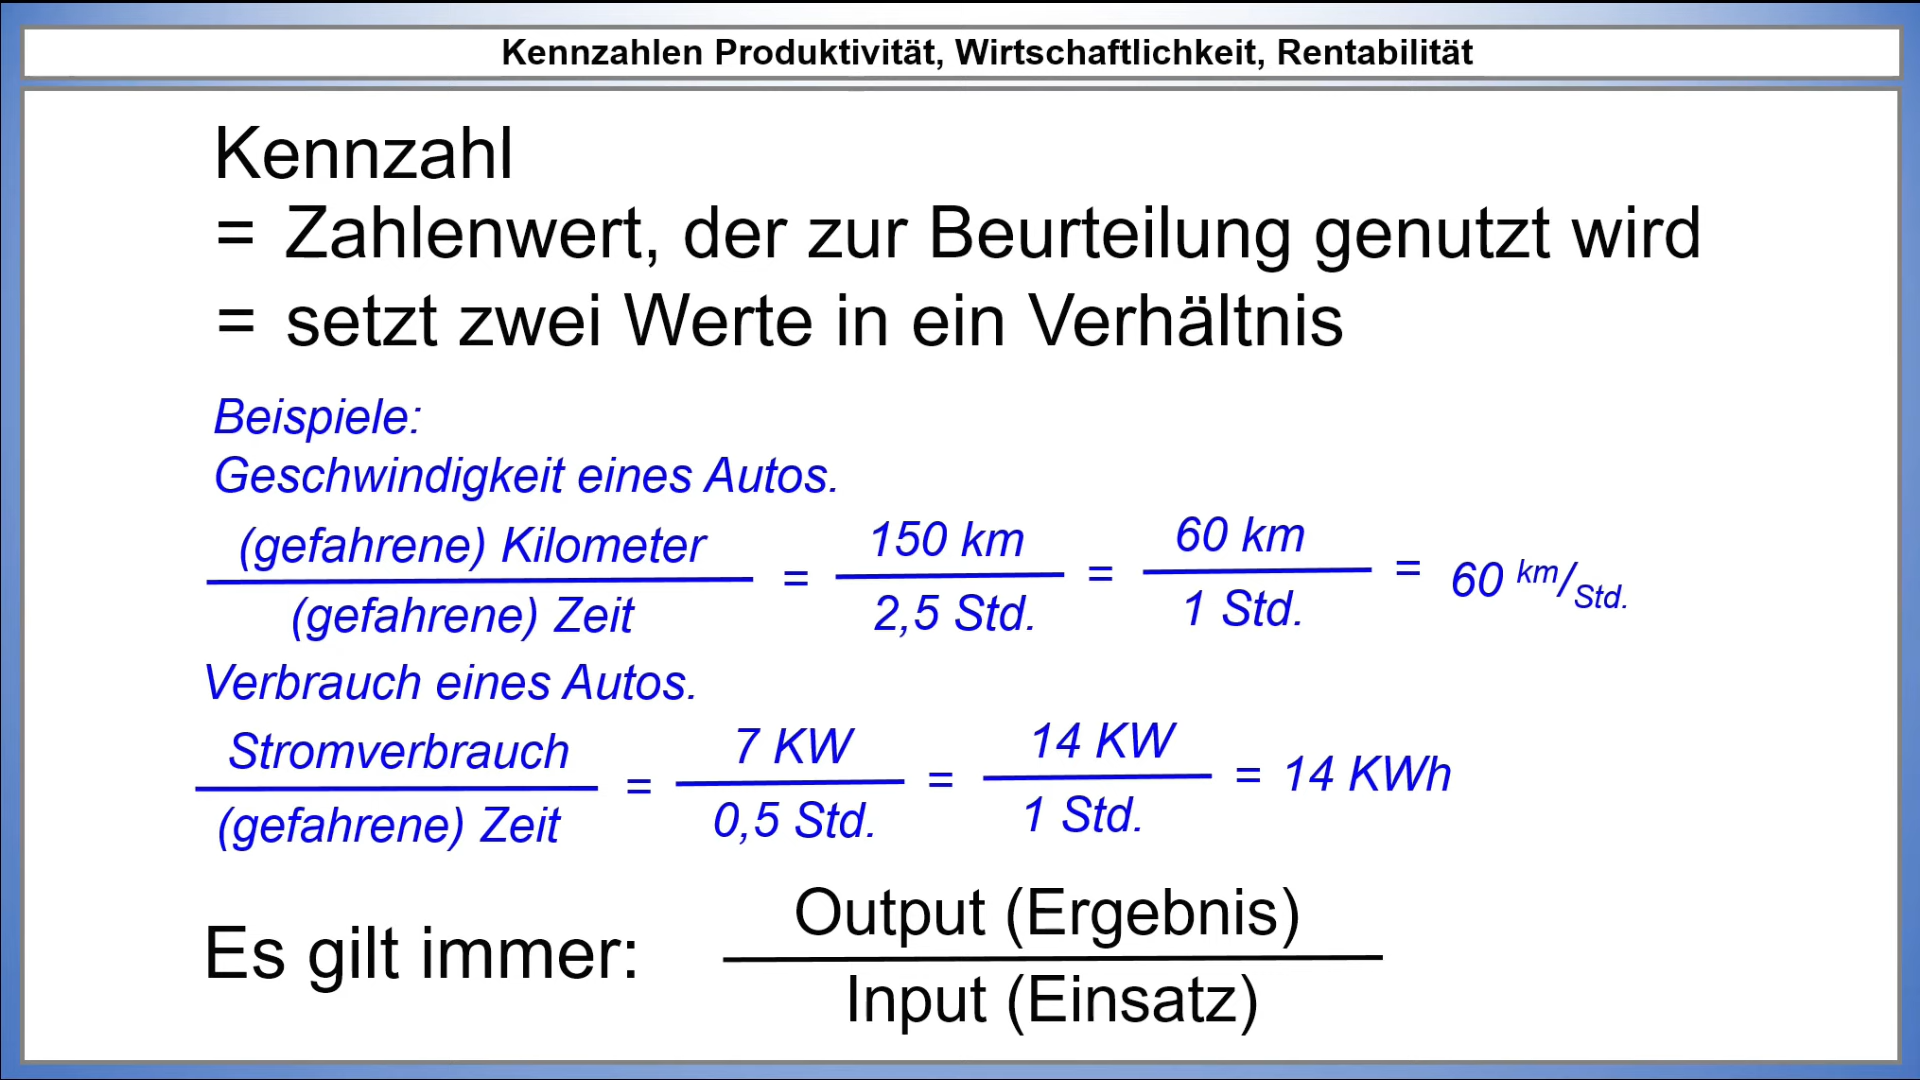 Kennzahlen Produktivität, Wirtschaftlichkeit, Rentabilität
Kennzahl
= Zahlenwert, der zur Beurteilung genutzt wird
= setzt zwei Werte in ein Verhältnis
Beispiele:
Geschwindigkeit eines Autos.
(gefahrene) Kilometer
(gefahrene) Zeit
=
150 km
2,5 Std.
=
60 km
1 Std.
= 60 km/Std.
Verbrauch eines Autos.
Stromverbrauch
(gefahrene) Zeit
=
7 KW
0,5 Std.
=
14 KW
1 Std.
= 14 KWh
Es gilt immer:
Output (Ergebnis)
Input (Einsatz)